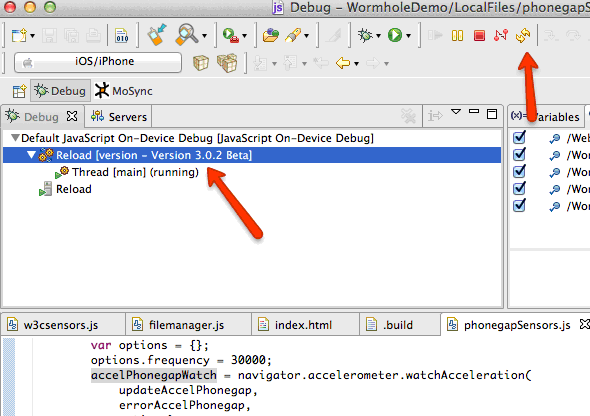 Debug – WormholeDemo/LocalFiles/phonegapS
iOS/iPhone
Debug MoSync
Debug Servers
(x)= Variables
Default JavaScript On-Device Debug [JavaScript On-Device Debug]
Reload [version – Version 3.0.2 Beta]
Thread [main] (running)
Reload
/Web
/Wor
/Wor
/Wor
/Wor
w3csensors.js filemanager.js index.html .build phonegapSensors.js
var options = {};
options.frequency = 30000;
accelPhonegapWatch = navigator.accelerometer.watchAcceleration(
updateAccelPhonegap,
errorAccelPhonegap,